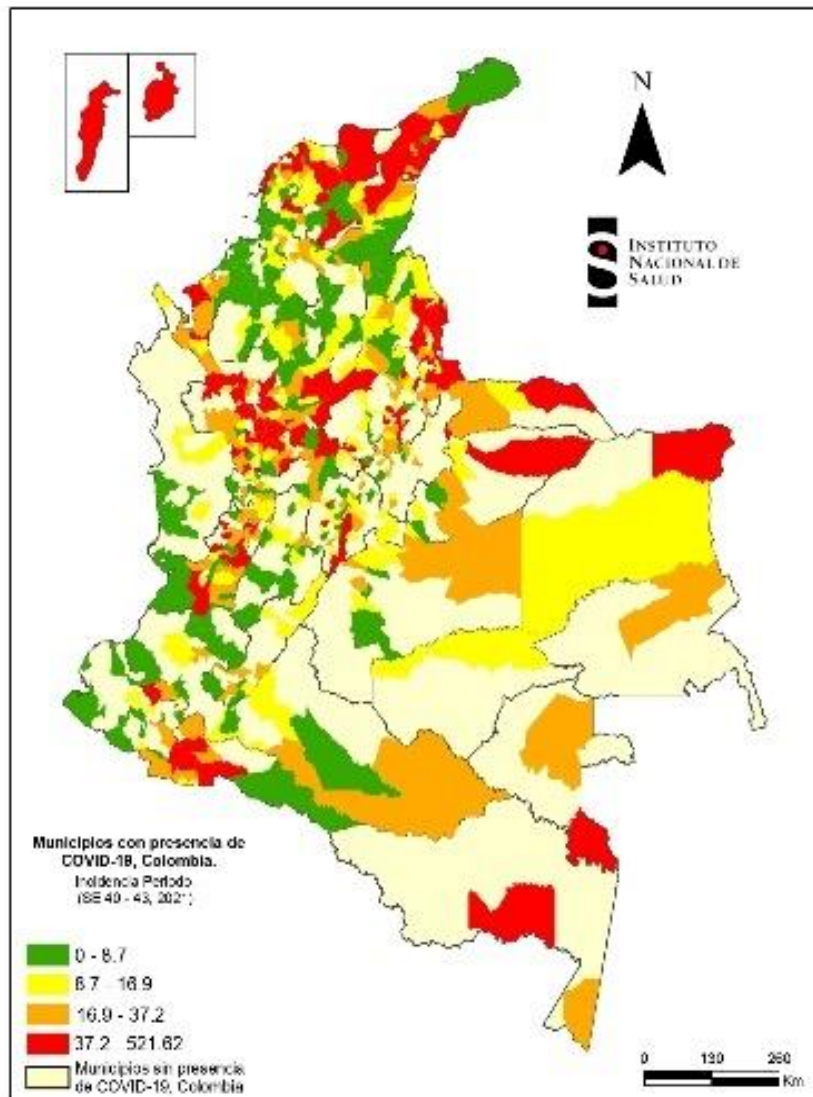 N
INSTITUTO
NACIONAL DE
SALUD
Municipios con presencia de
COVID-19, Colombia.
Incidencia Periodo
(SE 40 - 43, 2021)
0 - 8.7
8.7 - 16.9
16.9 - 37.2
37.2 - 521.62
Municipios sin presencia
de COVID-19, Colombia
0 130 260
Km